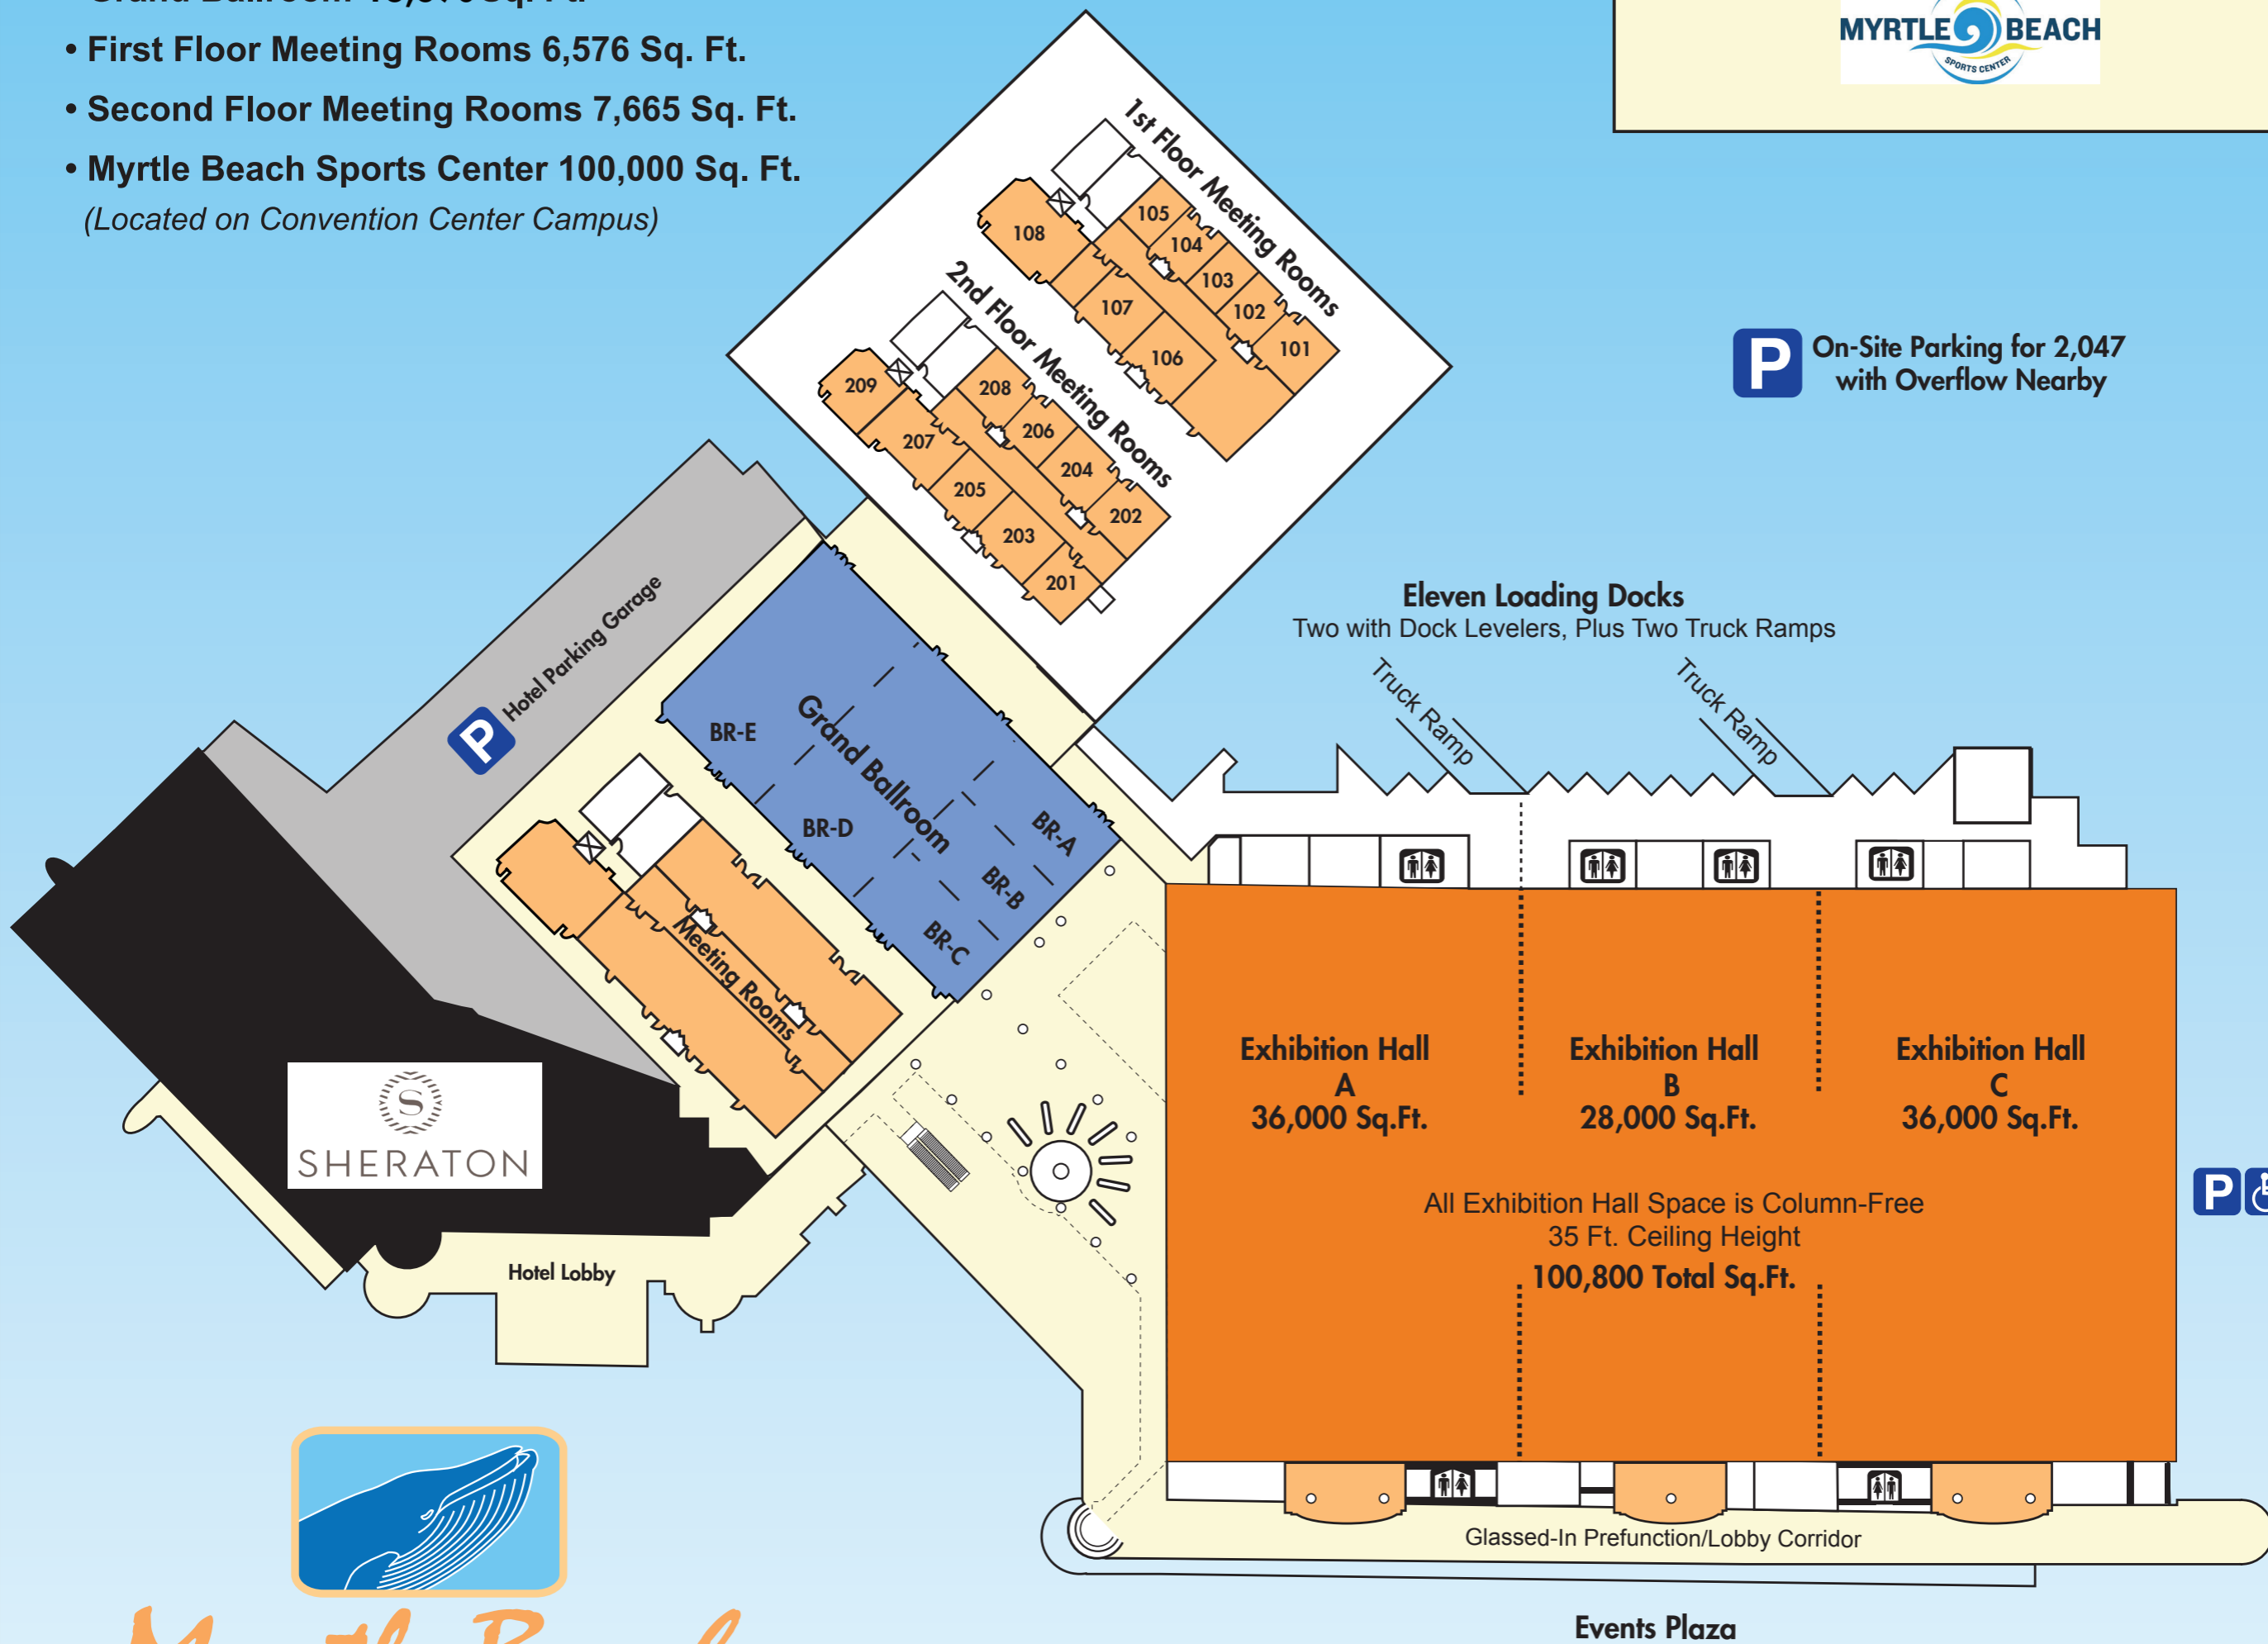 Grand Ballroom Sq. Ft.
• First Floor Meeting Rooms 6,576 Sq. Ft.
• Second Floor Meeting Rooms 7,665 Sq. Ft.
• Myrtle Beach Sports Center 100,000 Sq. Ft.
(Located on Convention Center Campus)
MYRTLE BEACH
SPORTS CENTER
1st Floor Meeting Rooms
105
104
103
102
101
108
107
106
2nd Floor Meeting Rooms
208
206
204
202
209
207
205
203
201
P
On-Site Parking for 2,047
with Overflow Nearby
Eleven Loading Docks
Two with Dock Levelers, Plus Two Truck Ramps
Truck Ramp
Truck Ramp
P
Hotel Parking Garage
Grand Ballroom
BR-E
BR-D
BR-A
BR-B
BR-C
Meeting Rooms
S
SHERATON
Hotel Lobby
Exhibition Hall
A
36,000 Sq.Ft.
Exhibition Hall
B
28,000 Sq.Ft.
Exhibition Hall
C
36,000 Sq.Ft.
All Exhibition Hall Space is Column-Free
35 Ft. Ceiling Height
100,800 Total Sq.Ft.
P
Glassed-In Prefunction/Lobby Corridor
Events Plaza